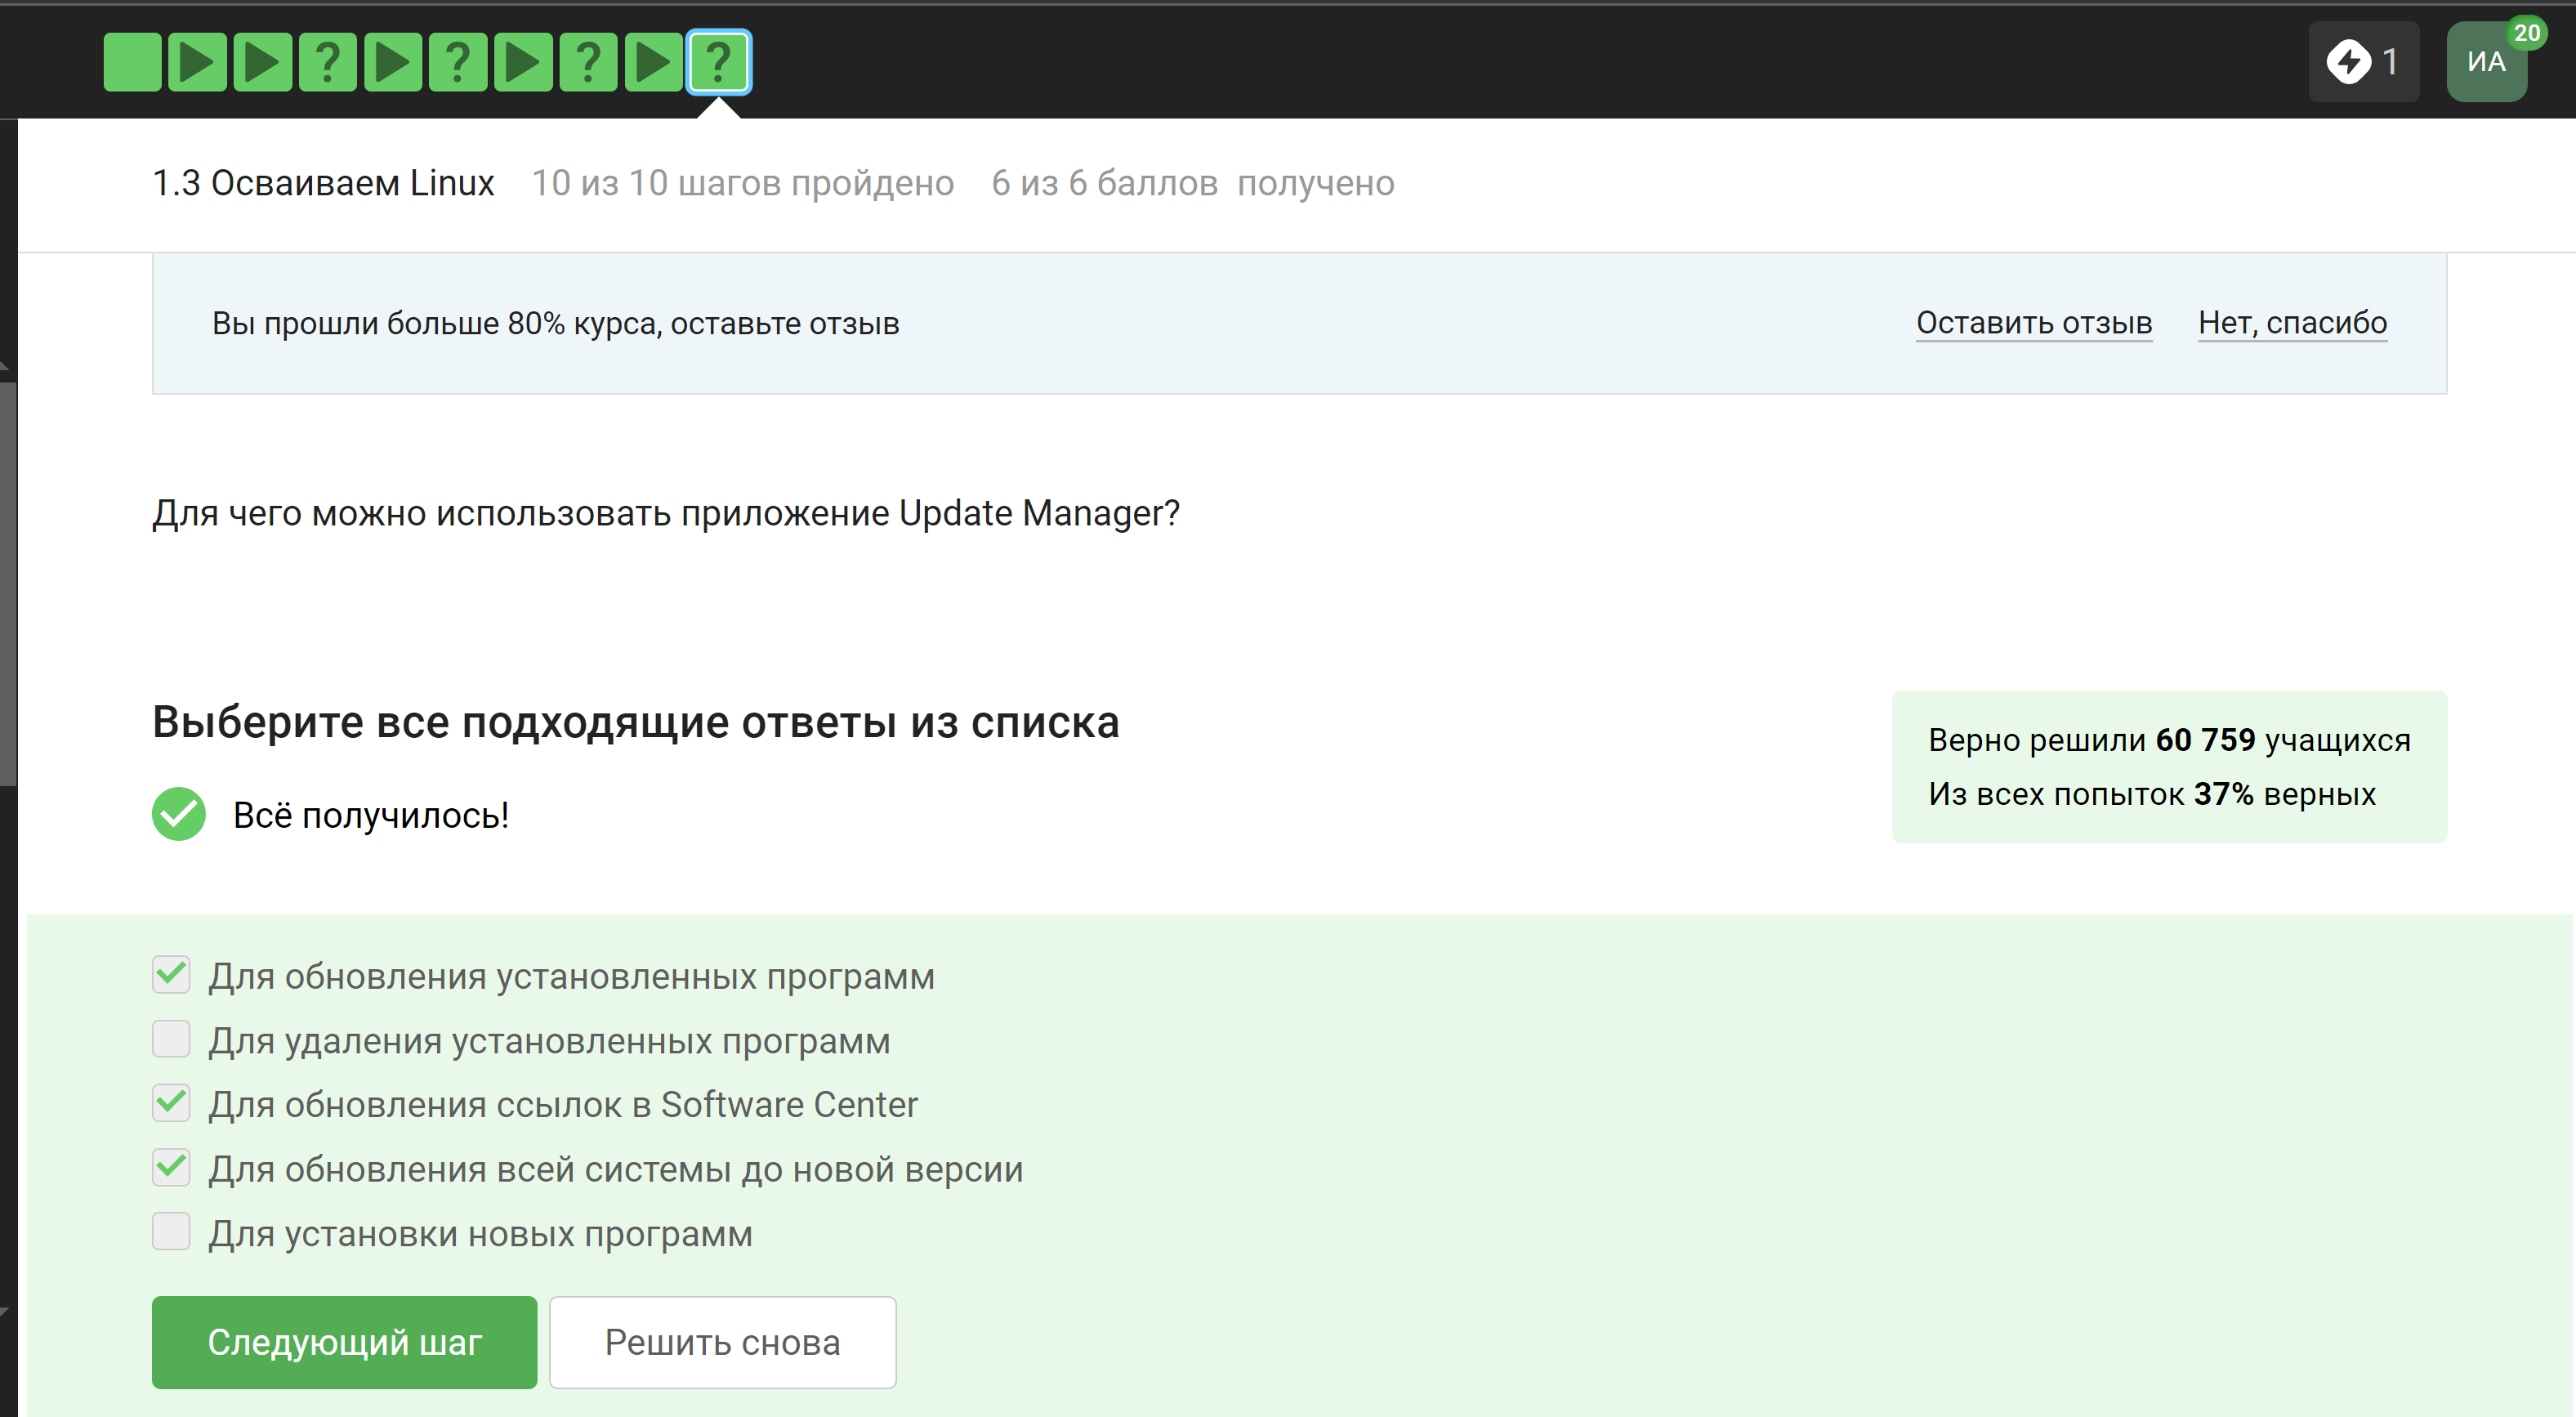 ? ? ? ?
1
ИА
20
1.3 Осваиваем Linux 10 из 10 шагов пройдено 6 из 6 баллов получено
Вы прошли больше 80% курса, оставьте отзыв Оставить отзыв Нет, спасибо
Для чего можно использовать приложение Update Manager?
Выберите все подходящие ответы из списка
Всё получилось!
Верно решили 60 759 учащихся
Из всех попыток 37% верных
Для обновления установленных программ
Для удаления установленных программ
Для обновления ссылок в Software Center
Для обновления всей системы до новой версии
Для установки новых программ
Следующий шаг Решить снова